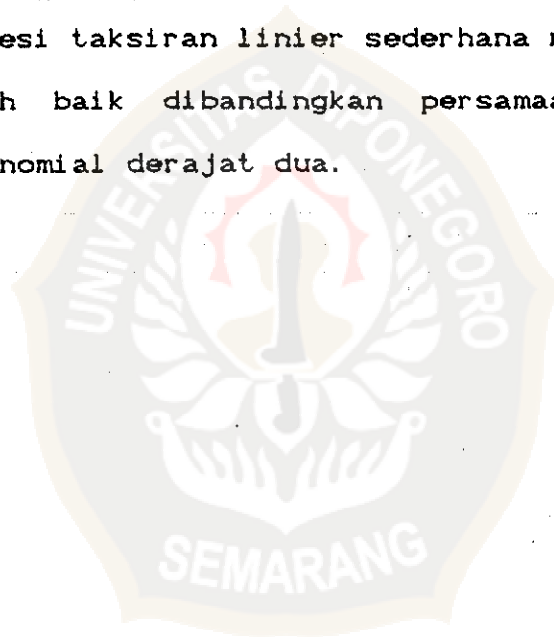 esi taksiran linier sederhana
h baik dibandingkan persamaa
nomial derajat dua.
UNIVERSITAS DIPONEGORO
SEMARANG